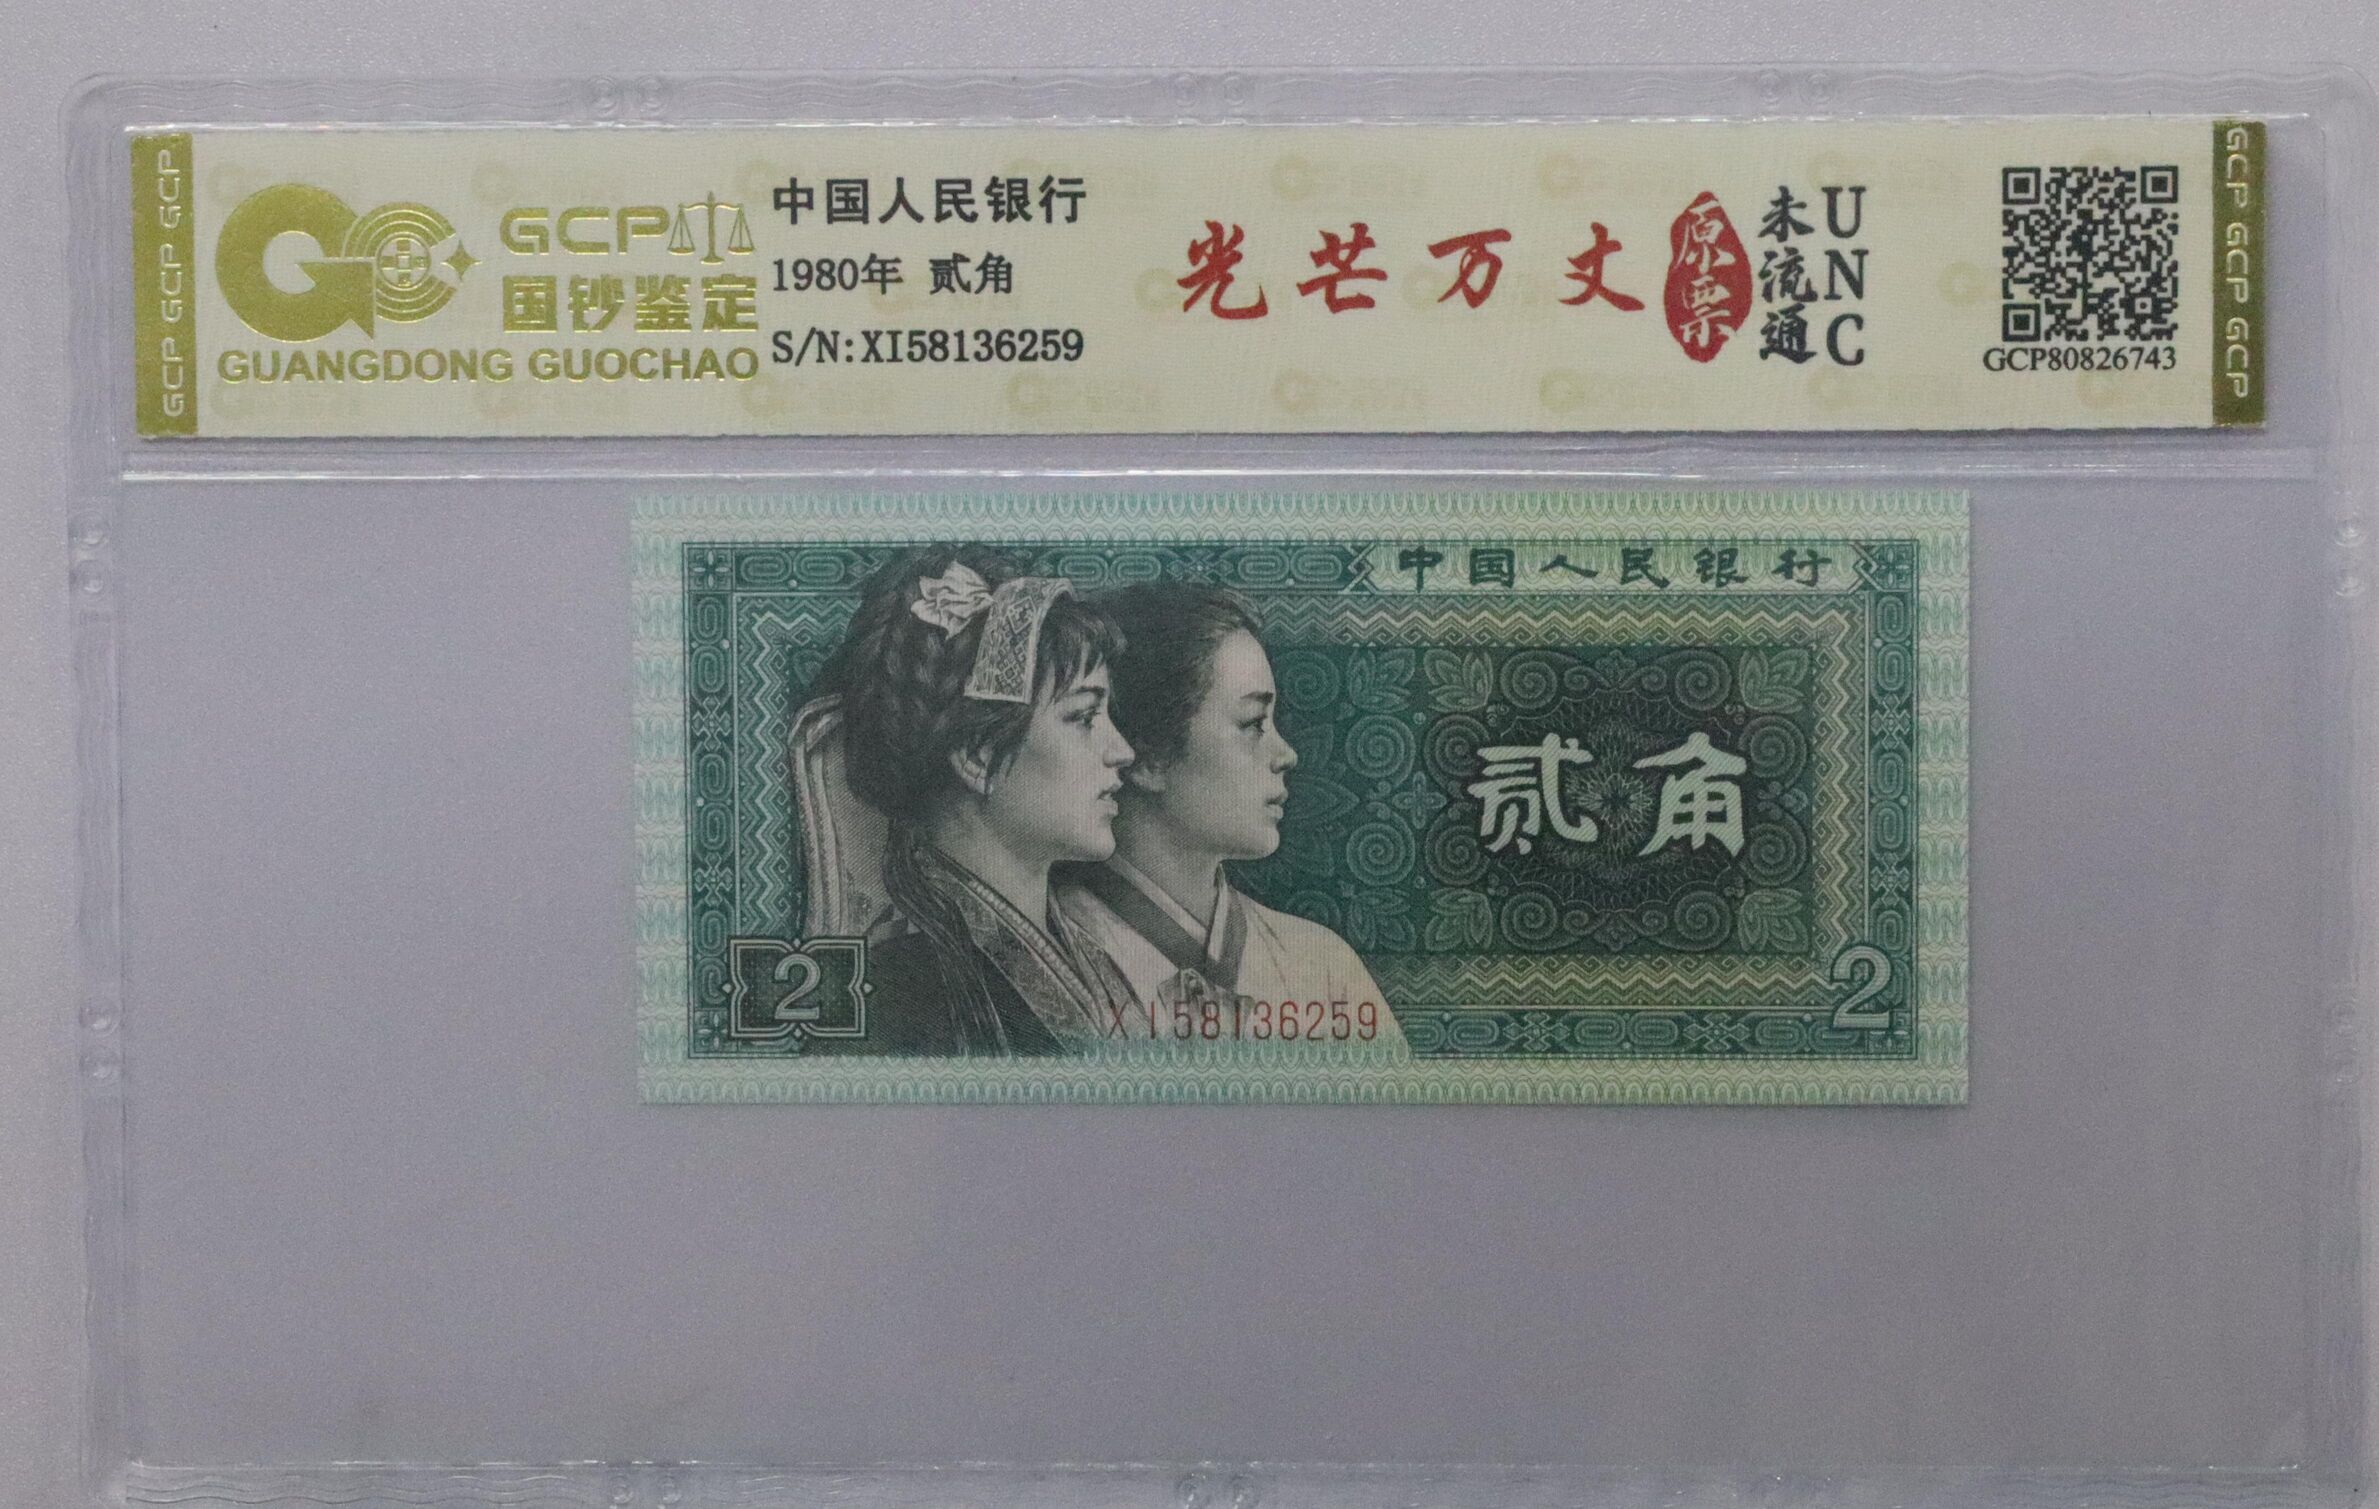 GCP GCP GCP
GCP
国钞鉴定
GUANGDONG GUOCHAO
中国人民银行
1980年 贰角
S/N:XI58136259
光芒万丈
原票
未流通
UNC
GCP80826743
GCP GCP GCP
中国人民银行
贰角
2
XI58136259
2